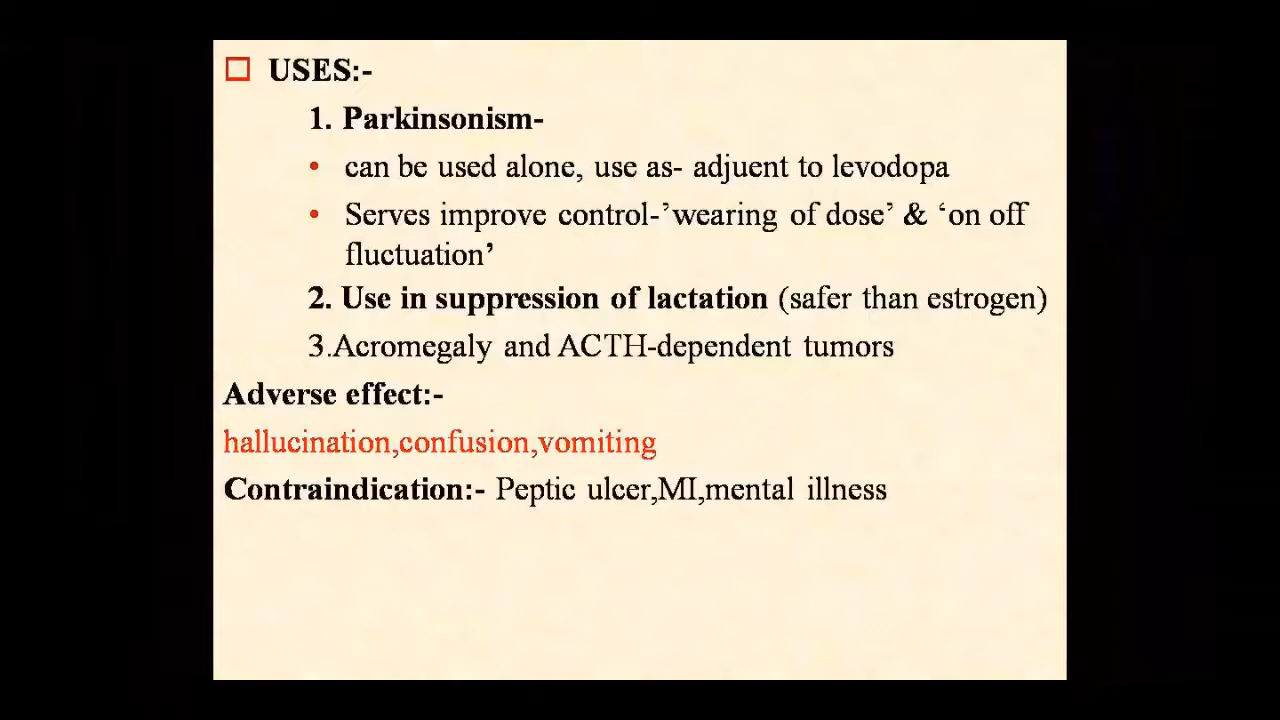 USES:-
1. Parkinsonism-
• can be used alone, use as- adjuent to levodopa
• Serves improve control-’wearing of dose’ & ‘on off
fluctuation’
2. Use in suppression of lactation (safer than estrogen)
3.Acromegaly and ACTH-dependent tumors
Adverse effect:-
hallucination,confusion,vomiting
Contraindication:- Peptic ulcer,MI,mental illness